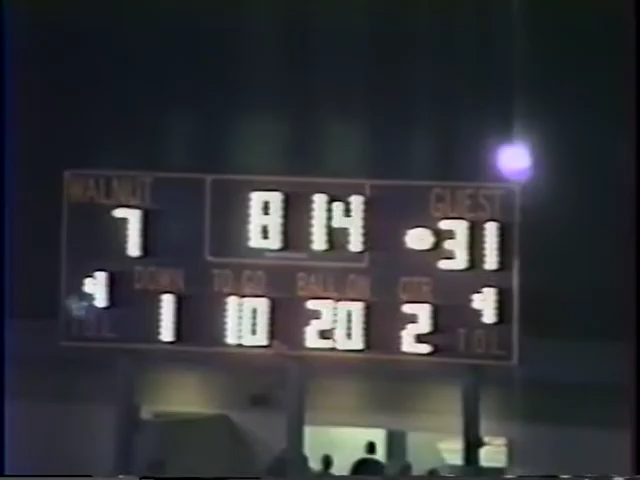 WALNUT GUEST
7 8 14 31
4 DOWN TO GO BALL ON QTR 4
T.O.L. 1 10 20 2 T.O.L.